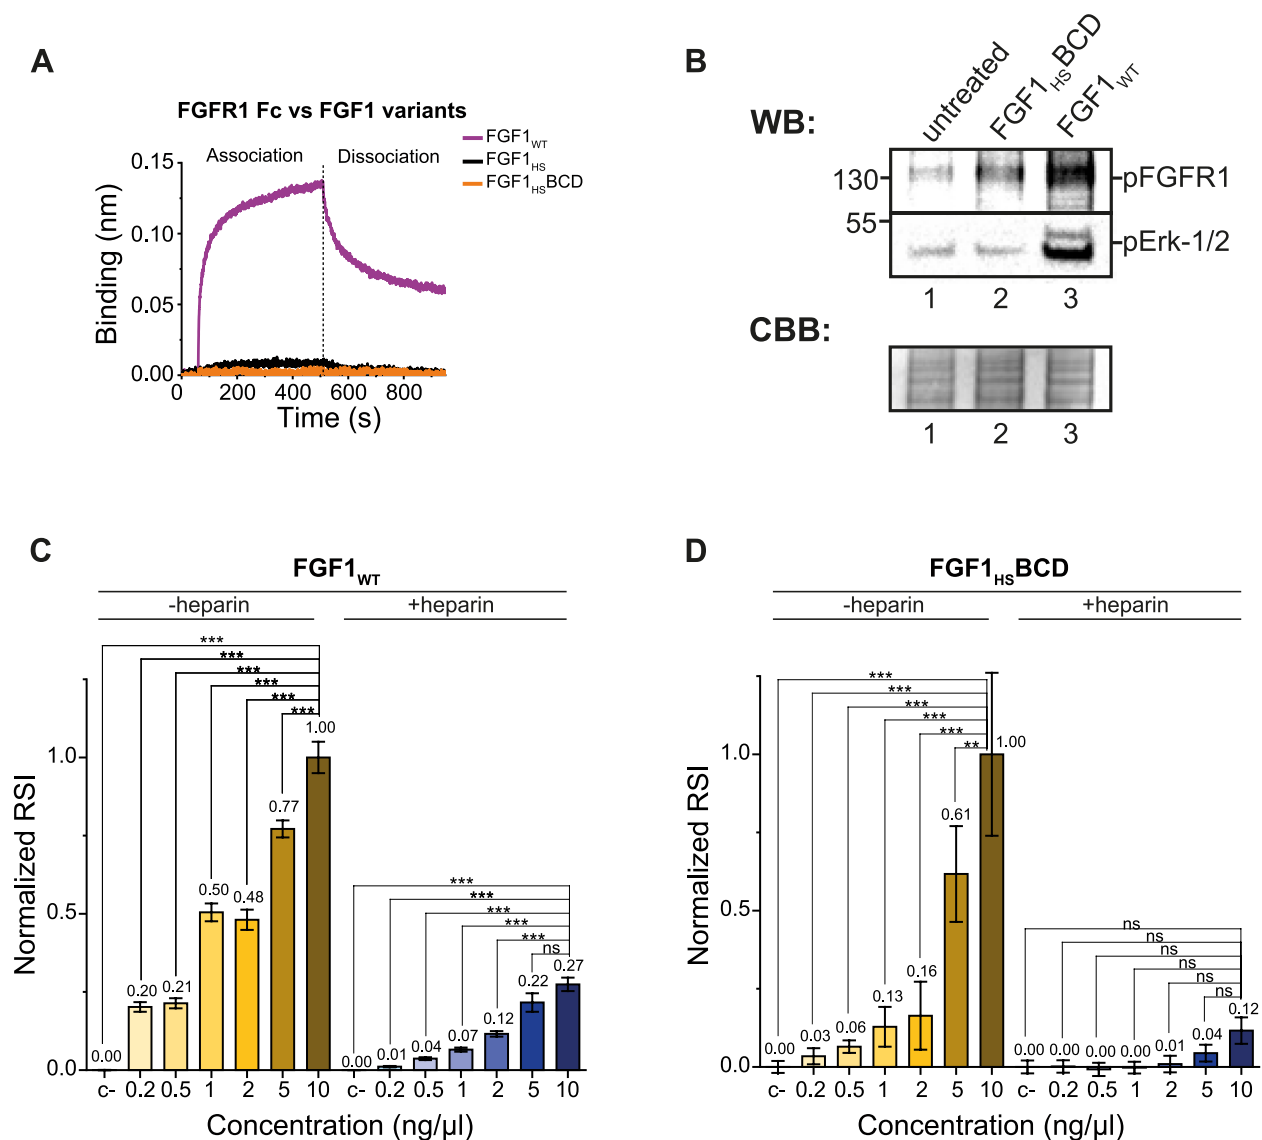 A
FGFR1 Fc vs FGF1 variants
Association
Dissociation
FGF1WT
FGF1HS
FGF1HSBCD
0.15
0.10
0.05
0.00
Binding (nm)
0 200 400 600 800
Time (s)
B
WB:
untreated
FGF1HSBCD
FGF1WT
130
pFGFR1
55
pErk-1/2
1 2 3
CBB:
1 2 3
C
FGF1WT
-heparin +heparin
***
***
***
***
***
***
1.00
0.77
0.50
0.48
0.20
0.21
0.00
***
***
***
***
***
ns
0.27
0.22
0.12
0.07
0.04
0.01
0.00
1.0
0.5
0.0
Normalized RSI
c- 0.2 0.5 1 2 5 10 c- 0.2 0.5 1 2 5 10
Concentration (ng/µl)
D
FGF1HSBCD
-heparin +heparin
***
***
***
***
***
**
1.00
0.61
0.16
0.13
0.06
0.03
0.00
ns
ns
ns
ns
ns
ns
0.12
0.04
0.01
0.00
0.00
0.00
0.00
1.0
0.5
0.0
Normalized RSI
c- 0.2 0.5 1 2 5 10 c- 0.2 0.5 1 2 5 10
Concentration (ng/µl)